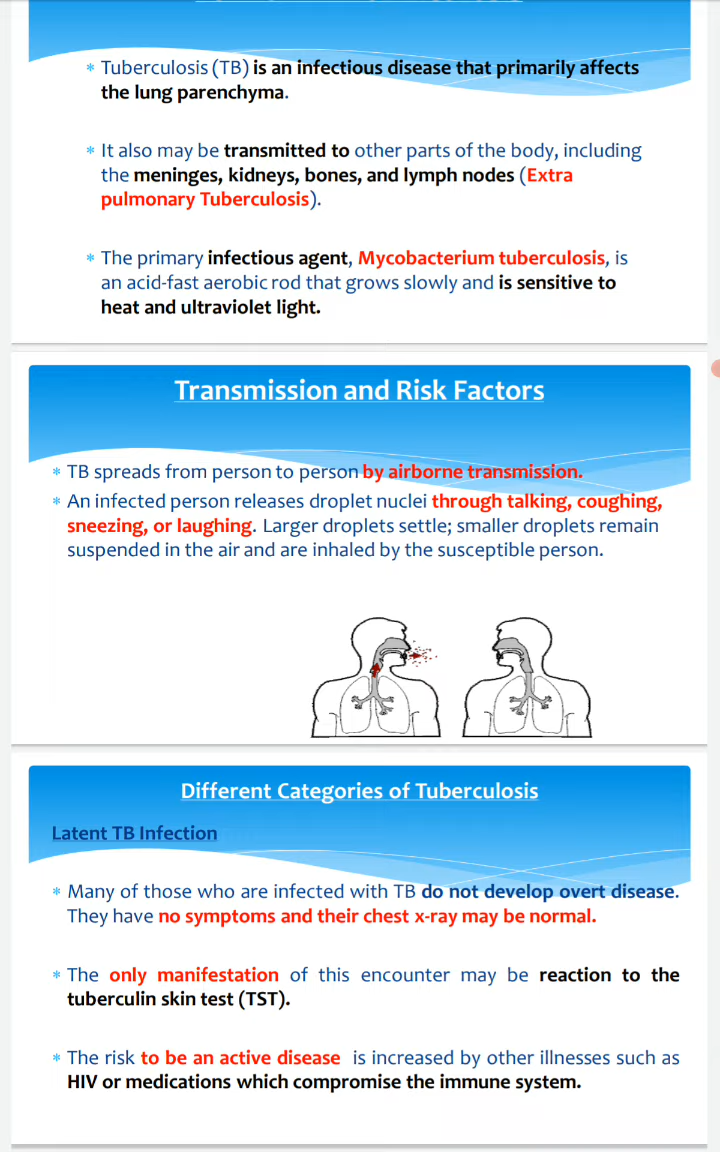 * Tuberculosis (TB) is an infectious disease that primarily affects
the lung parenchyma.
* It also may be transmitted to other parts of the body, including
the meninges, kidneys, bones, and lymph nodes (Extra
pulmonary Tuberculosis).
* The primary infectious agent, Mycobacterium tuberculosis, is
an acid-fast aerobic rod that grows slowly and is sensitive to
heat and ultraviolet light.
Transmission and Risk Factors
* TB spreads from person to person by airborne transmission.
* An infected person releases droplet nuclei through talking, coughing,
sneezing, or laughing. Larger droplets settle; smaller droplets remain
suspended in the air and are inhaled by the susceptible person.
Different Categories of Tuberculosis
Latent TB Infection
* Many of those who are infected with TB do not develop overt disease.
They have no symptoms and their chest x-ray may be normal.
* The only manifestation of this encounter may be reaction to the
tuberculin skin test (TST).
* The risk to be an active disease is increased by other illnesses such as
HIV or medications which compromise the immune system.